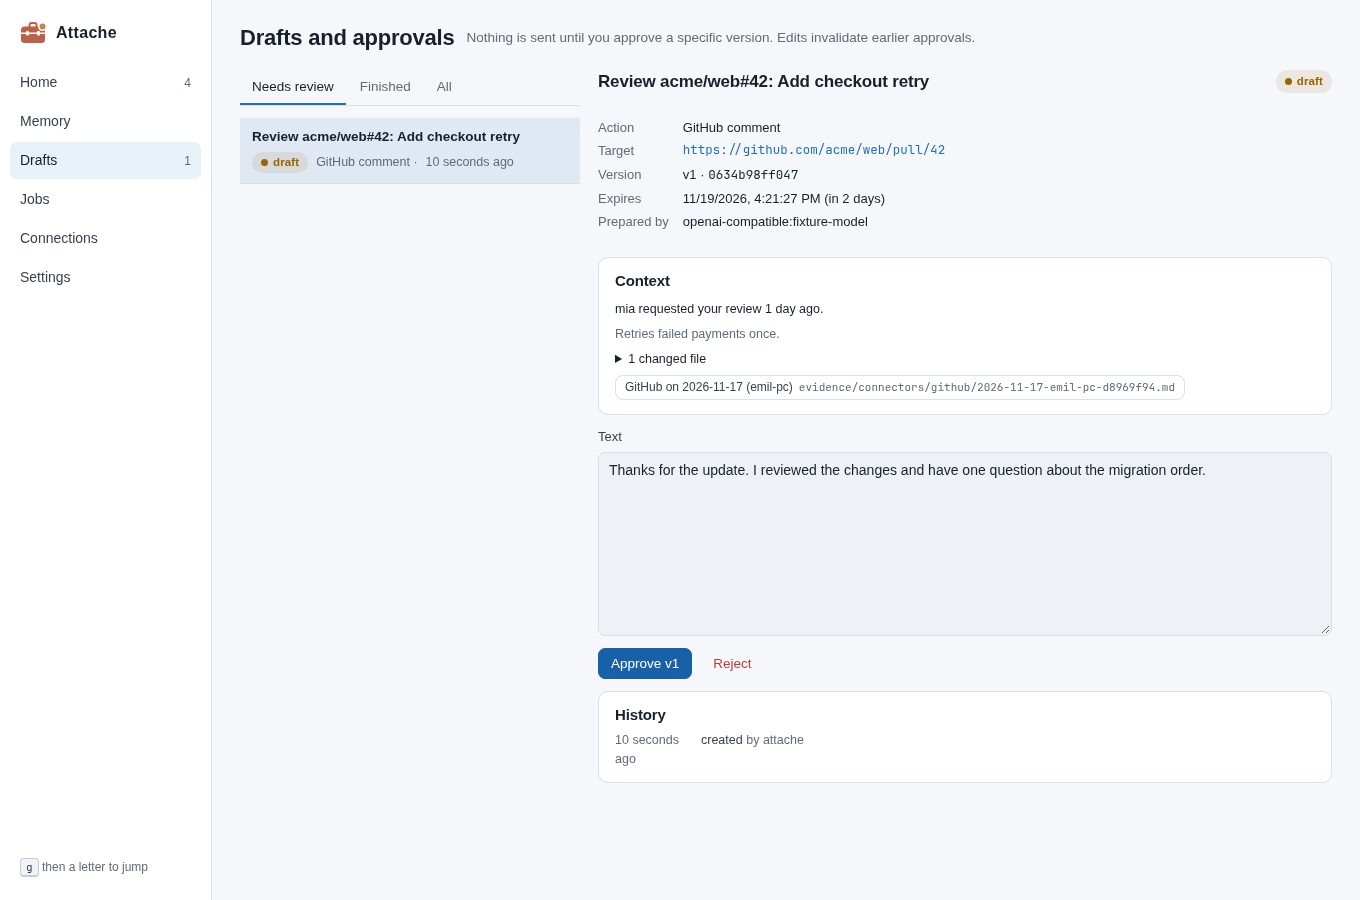 Attache
Home 4
Memory
Drafts 1
Jobs
Connections
Settings
g then a letter to jump
Drafts and approvals Nothing is sent until you approve a specific version. Edits invalidate earlier approvals.
Needs review Finished All
Review acme/web#42: Add checkout retry
draft GitHub comment · 10 seconds ago
Review acme/web#42: Add checkout retry draft
Action GitHub comment
Target https://github.com/acme/web/pull/42
Version v1 · 0634b98ff047
Expires 11/19/2026, 4:21:27 PM (in 2 days)
Prepared by openai-compatible:fixture-model
Context
mia requested your review 1 day ago.
Retries failed payments once.
1 changed file
GitHub on 2026-11-17 (emil-pc) evidence/connectors/github/2026-11-17-emil-pc-d8969f94.md
Text
Thanks for the update. I reviewed the changes and have one question about the migration order.
Approve v1 Reject
History
10 seconds ago created by attache